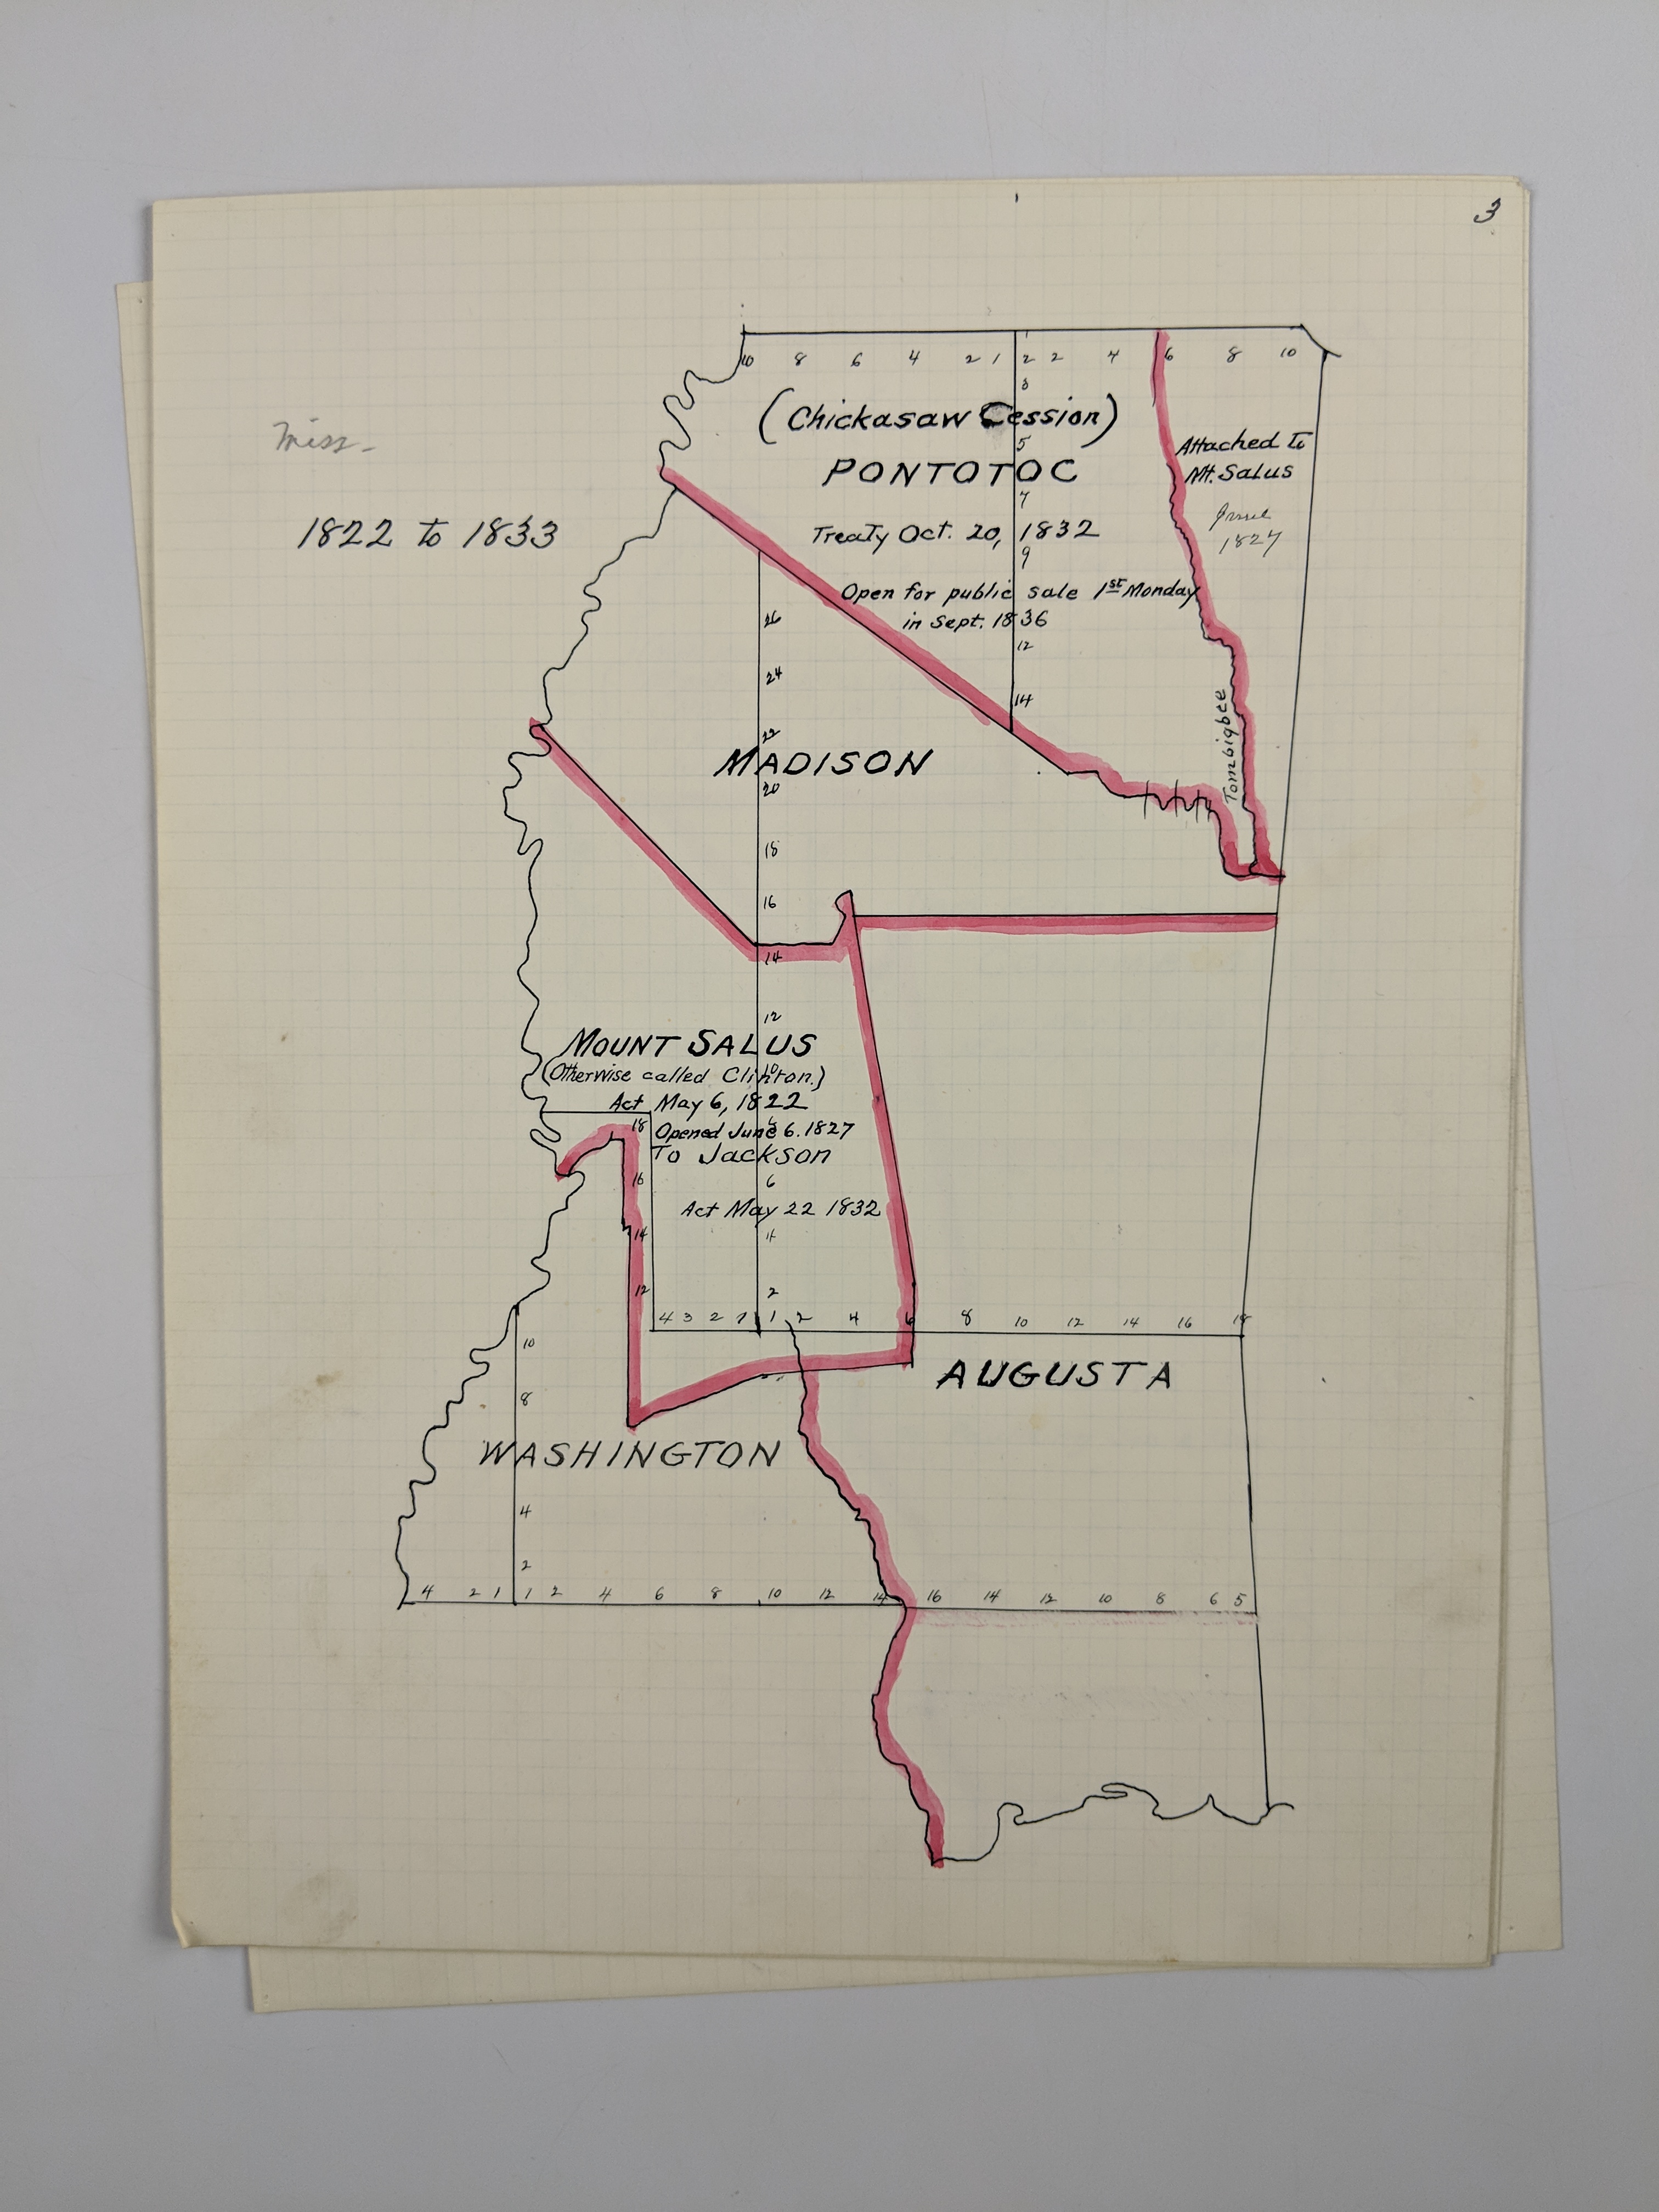 3
10 8 6 4 2 1 2 2 4 6 8 10
8
(Chickasaw Cession)
5
Miss.
Attached to
Mt. Salus
PONTOTOC
7
1827
1822 to 1833
Treaty Oct. 20, 1832
9
Open for public sale 1st Monday
in Sept. 1836
12
14
26
24
22
Tombigbee
MADISON
20
18
16
14
12
MOUNT SALUS
(Otherwise called Clinton.)
10
Act May 6, 1822
18
Opened June 6. 1827
To Jackson
16
6
Act May 22 1832
14
4
12
2
4 3 2 1 1 2 4 6 8 10 12 14 16 18
10
AUGUSTA
8
WASHINGTON
4
2
4 2 1 1 2 4 6 8 10 12 14 16 14 12 10 8 6 5